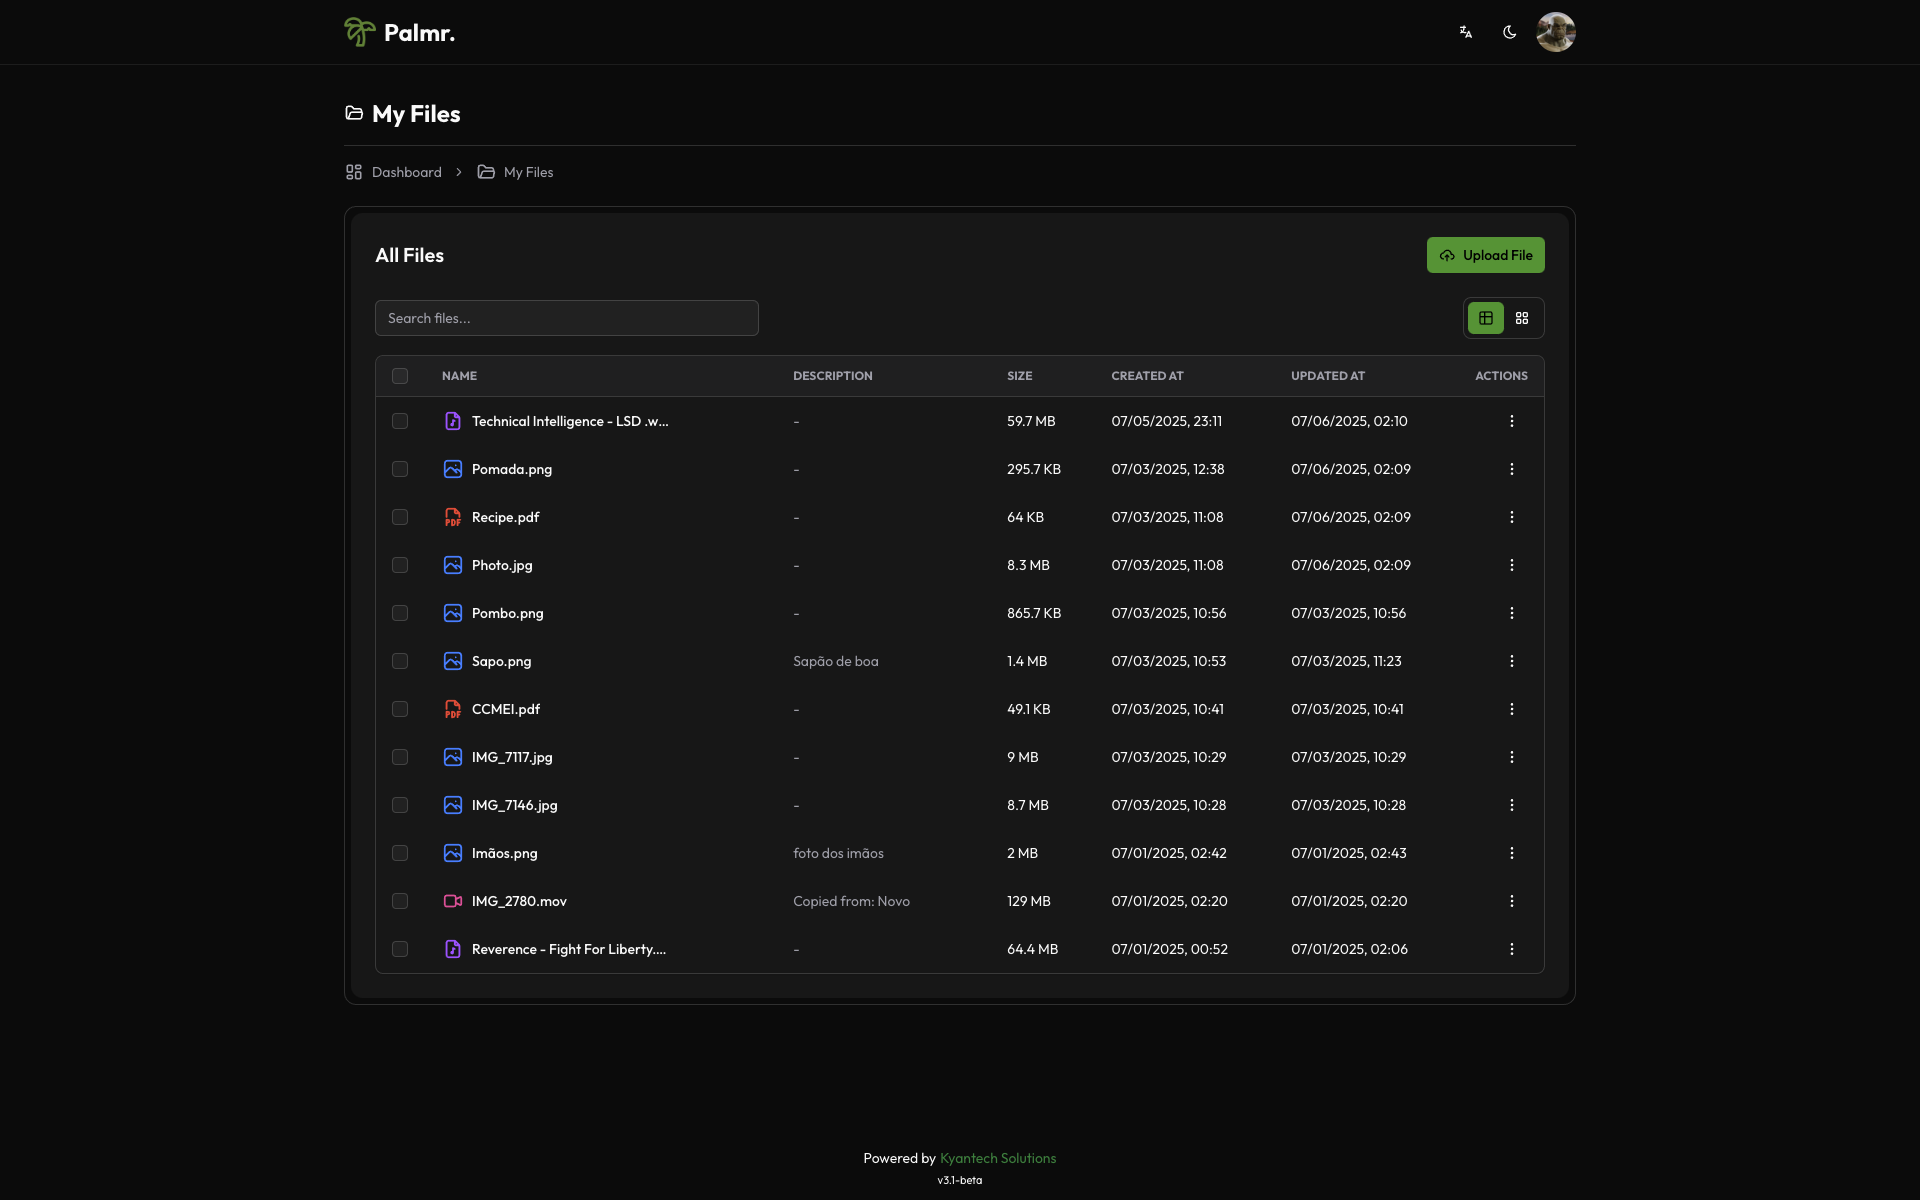 Palmr.
My Files
Dashboard > My Files
All Files
Upload File
Search files...
NAME DESCRIPTION SIZE CREATED AT UPDATED AT ACTIONS
Technical Intelligence - LSD .w... - 59.7 MB 07/05/2025, 23:11 07/06/2025, 02:10
Pomada.png - 295.7 KB 07/03/2025, 12:38 07/06/2025, 02:09
PDF Recipe.pdf - 64 KB 07/03/2025, 11:08 07/06/2025, 02:09
Photo.jpg - 8.3 MB 07/03/2025, 11:08 07/06/2025, 02:09
Pombo.png - 865.7 KB 07/03/2025, 10:56 07/03/2025, 10:56
Sapo.png Sapão de boa 1.4 MB 07/03/2025, 10:53 07/03/2025, 11:23
PDF CCMEI.pdf - 49.1 KB 07/03/2025, 10:41 07/03/2025, 10:41
IMG_7117.jpg - 9 MB 07/03/2025, 10:29 07/03/2025, 10:29
IMG_7146.jpg - 8.7 MB 07/03/2025, 10:28 07/03/2025, 10:28
Imãos.png foto dos imãos 2 MB 07/01/2025, 02:42 07/01/2025, 02:43
IMG_2780.mov Copied from: Novo 129 MB 07/01/2025, 02:20 07/01/2025, 02:20
Reverence - Fight For Liberty.... - 64.4 MB 07/01/2025, 00:52 07/01/2025, 02:06
Powered by Kyantech Solutions
v3.1-beta